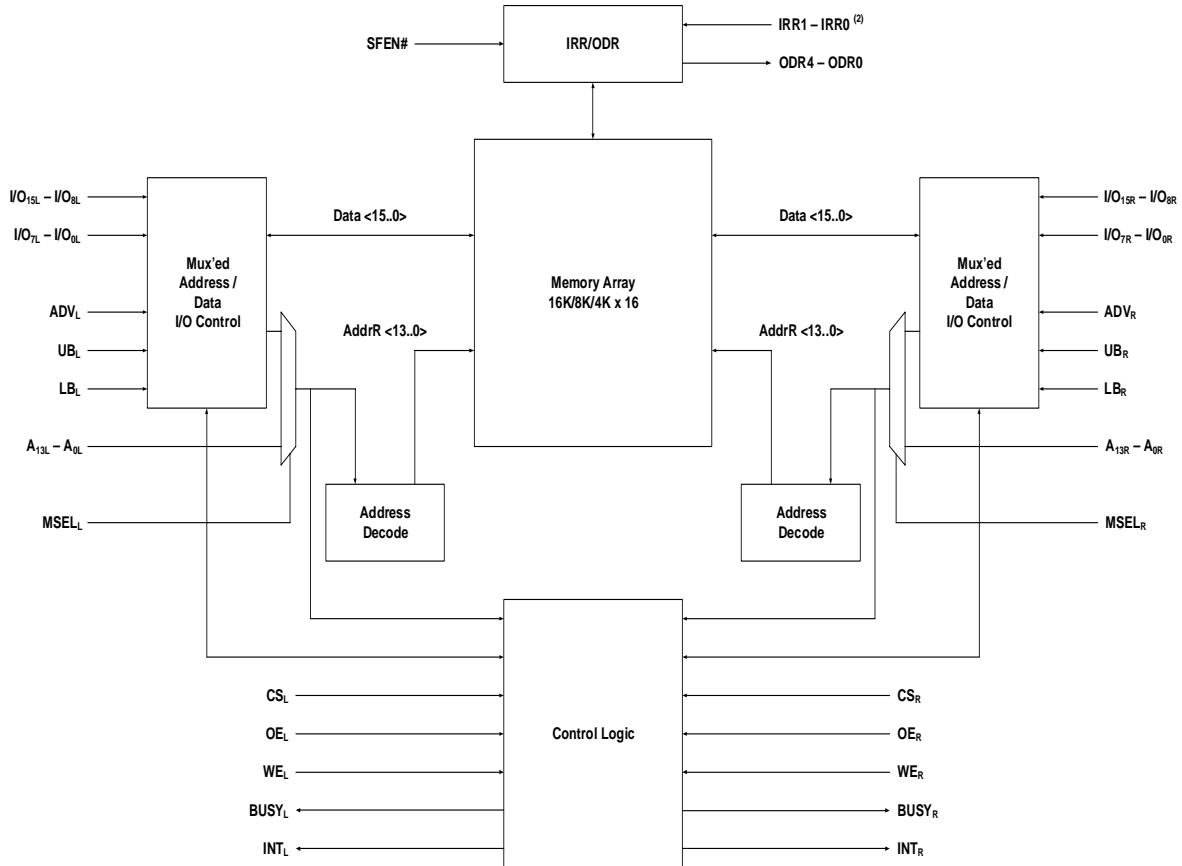 IRR1 – IRR0 (2)
SFEN#
IRR/ODR
ODR4 – ODR0
I/O15L – I/O8L
I/O7L – I/O0L
Mux'ed
Address /
Data
I/O Control
ADVL
UBL
LBL
A13L – A0L
MSELL
Data <15..0>
AddrR <13..0>
Address
Decode
Memory Array
16K/8K/4K x 16
Data <15..0>
AddrR <13..0>
Address
Decode
I/O15R – I/O8R
I/O7R – I/O0R
Mux'ed
Address /
Data
I/O Control
ADVR
UBR
LBR
A13R – A0R
MSELR
CSL
OEL
WEL
BUSYL
INTL
Control Logic
CSR
OER
WER
BUSYR
INTR